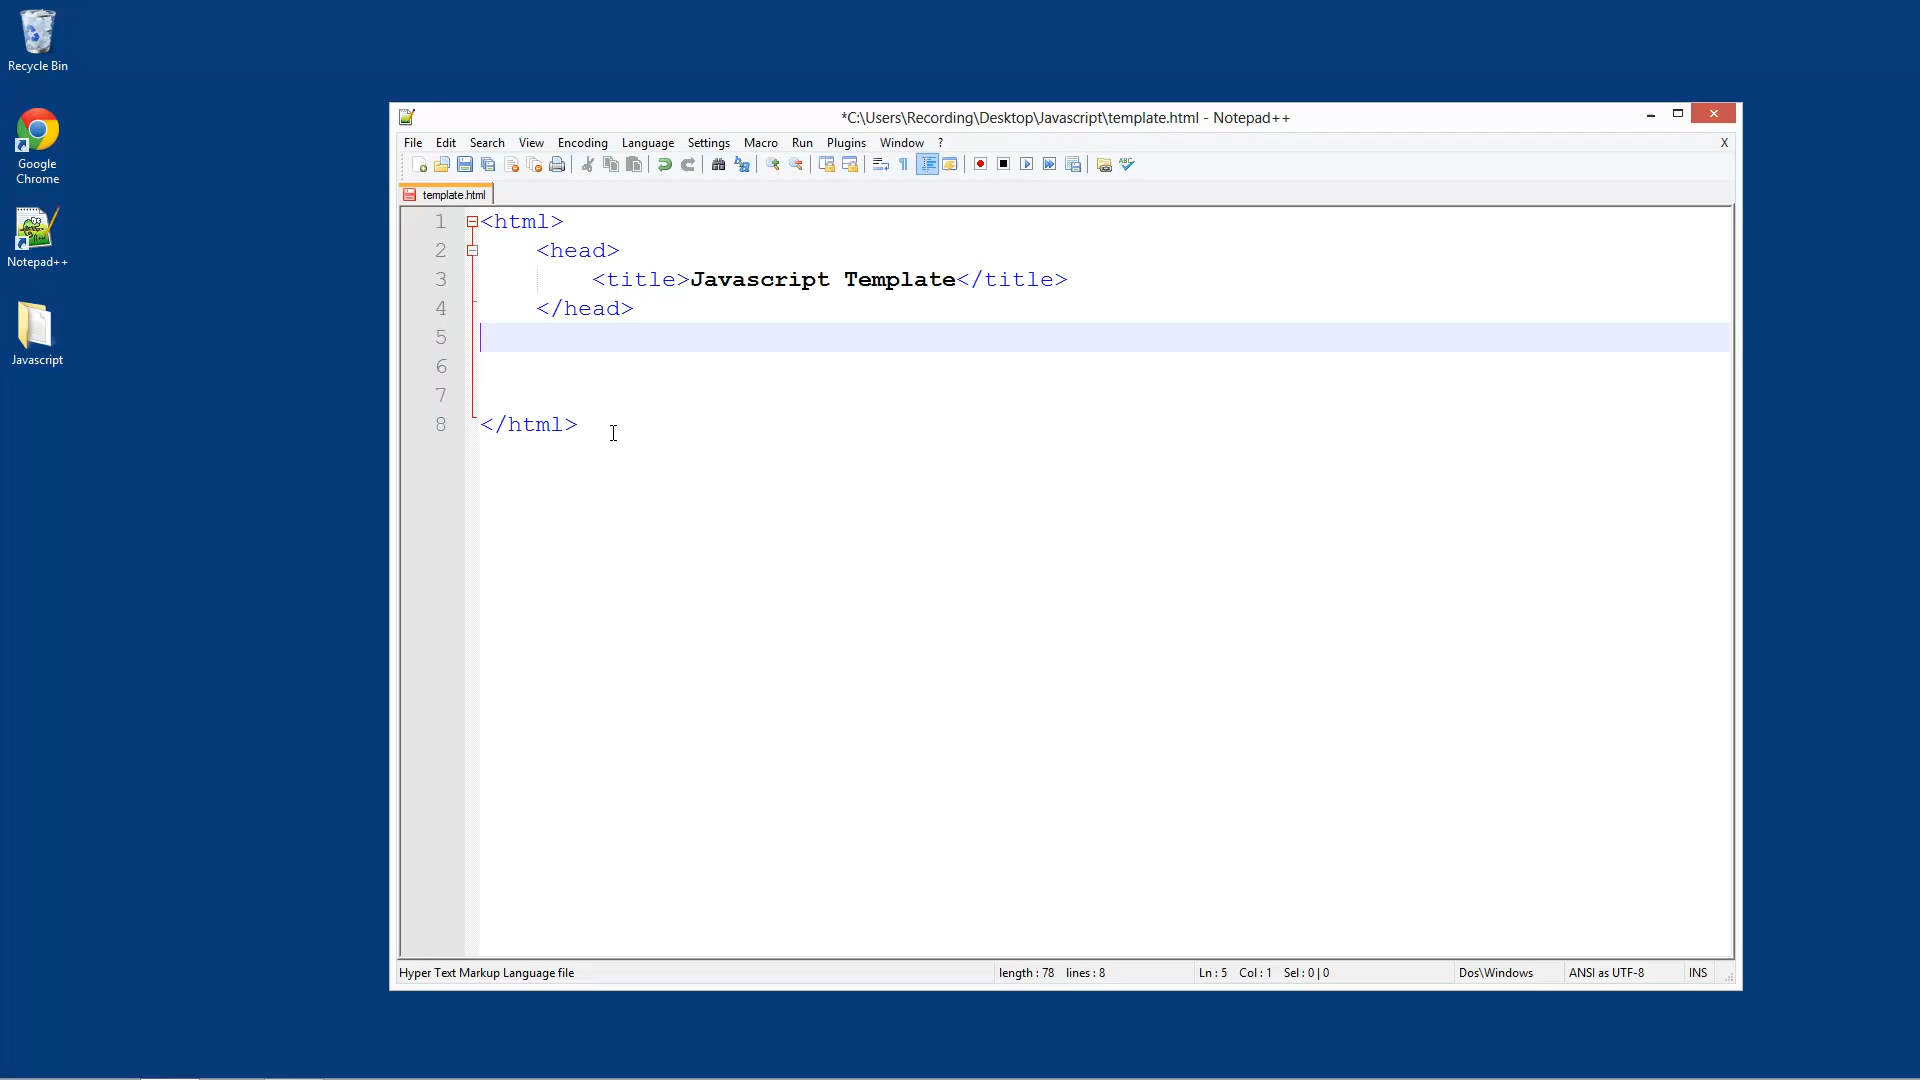 Recycle Bin
Google
Chrome
Notepad++
Javascript
*C:\Users\Recording\Desktop\Javascript\template.html - Notepad++
File Edit Search View Encoding Language Settings Macro Run Plugins Window ? X
template.html
1 <html>
2 <head>
3 <title>Javascript Template</title>
4 </head>
5
6
7
8 </html>
Hyper Text Markup Language file length : 78 lines : 8 Ln : 5 Col : 1 Sel : 0 | 0 Dos\Windows ANSI as UTF-8 INS